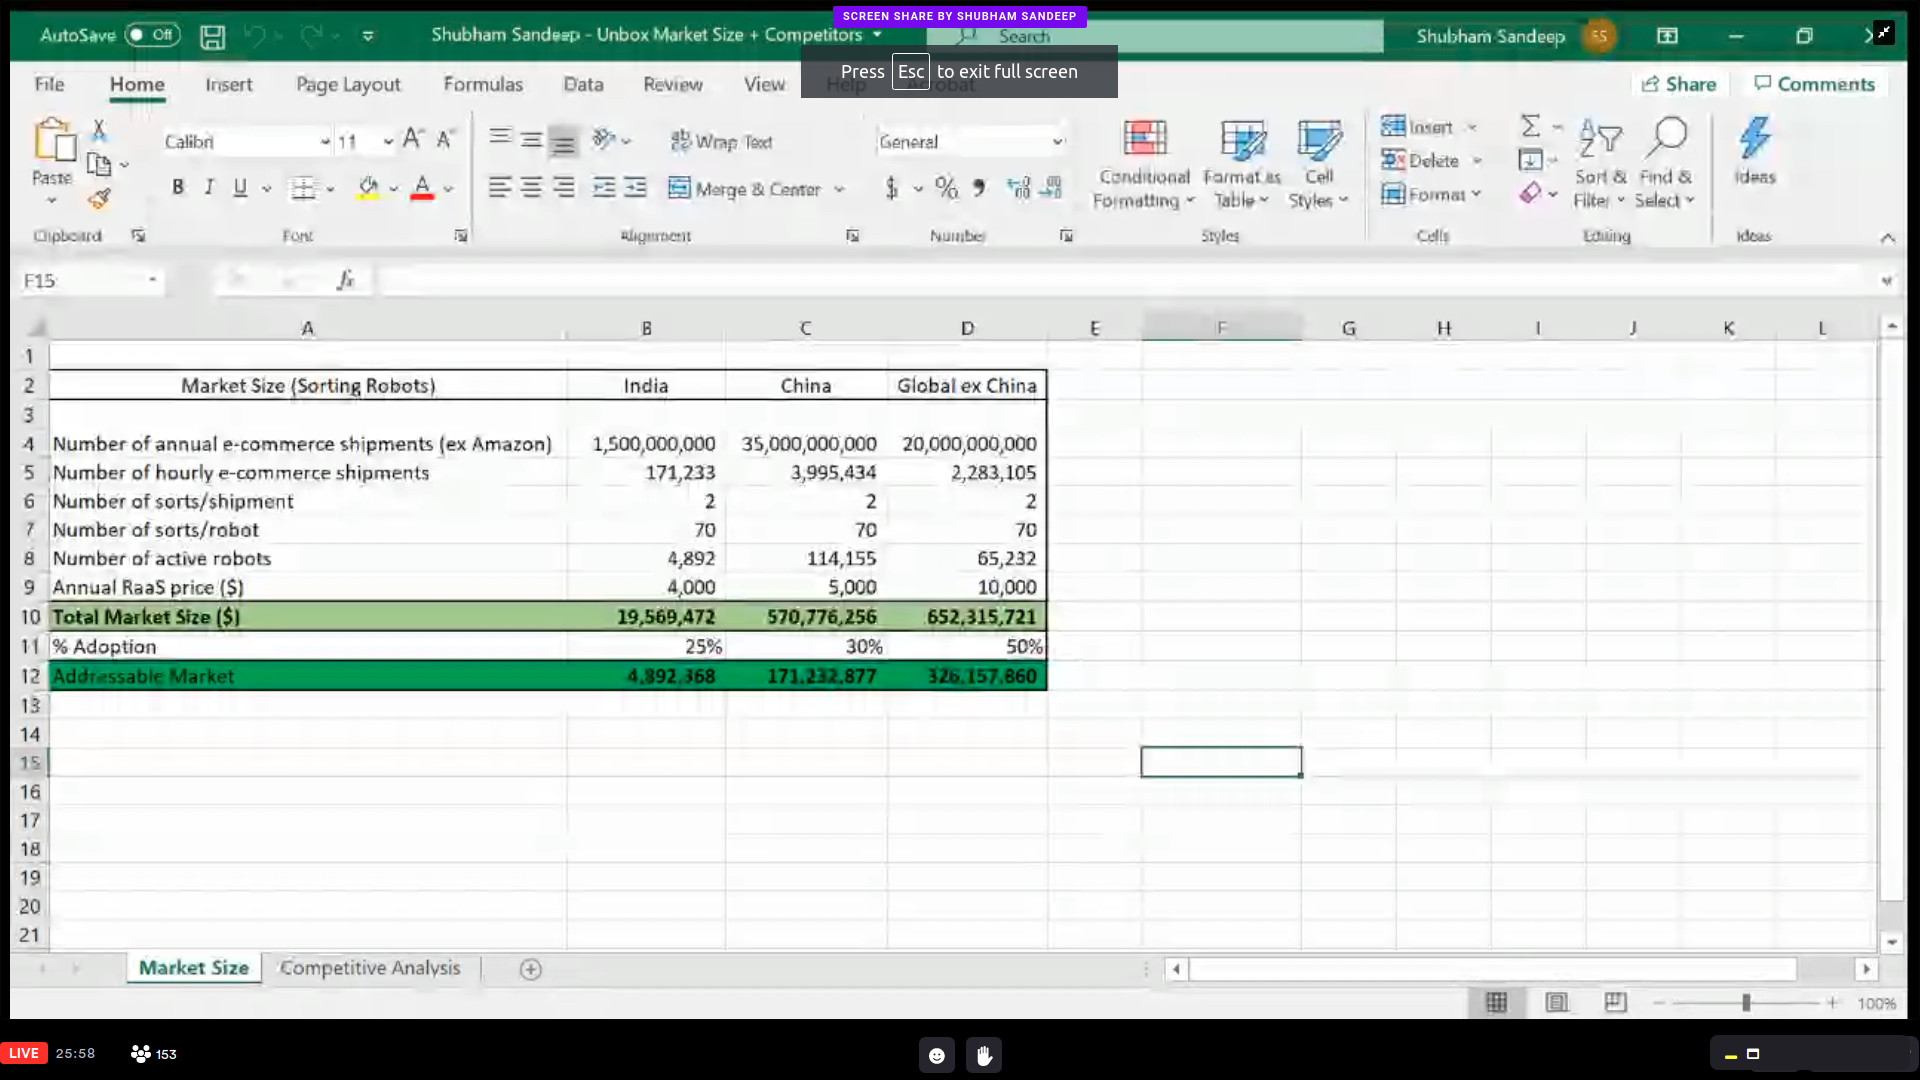 SCREEN SHARE BY SHUBHAM SANDEEP
AutoSave Off Shubham Sandeep - Unbox Market Size + Competitors Search Shubham Sandeep SS
Press Esc to exit full screen
File Home Insert Page Layout Formulas Data Review View Help Acrobat Share Comments
Calibri 11 A A Wrap Text General Insert
Paste Delete
B I U A Merge & Center $ % Conditional Formatting Format as Table Cell Styles Format Sort & Filter Find & Select Ideas
Clipboard Font Alignment Number Styles Cells Editing Ideas
F15 fx
A B C D E F G H I J K L
1
2 Market Size (Sorting Robots) India China Global ex China
3
4 Number of annual e-commerce shipments (ex Amazon) 1,500,000,000 35,000,000,000 20,000,000,000
5 Number of hourly e-commerce shipments 171,233 3,995,434 2,283,105
6 Number of sorts/shipment 2 2 2
7 Number of sorts/robot 70 70 70
8 Number of active robots 4,892 114,155 65,232
9 Annual RaaS price ($) 4,000 5,000 10,000
10 Total Market Size ($) 19,569,472 570,776,256 652,315,721
11 % Adoption 25% 30% 50%
12 Addressable Market 4,892,368 171,232,877 326,157,860
13
14
15
16
17
18
19
20
21
Market Size Competitive Analysis
100%
LIVE 25:58 153